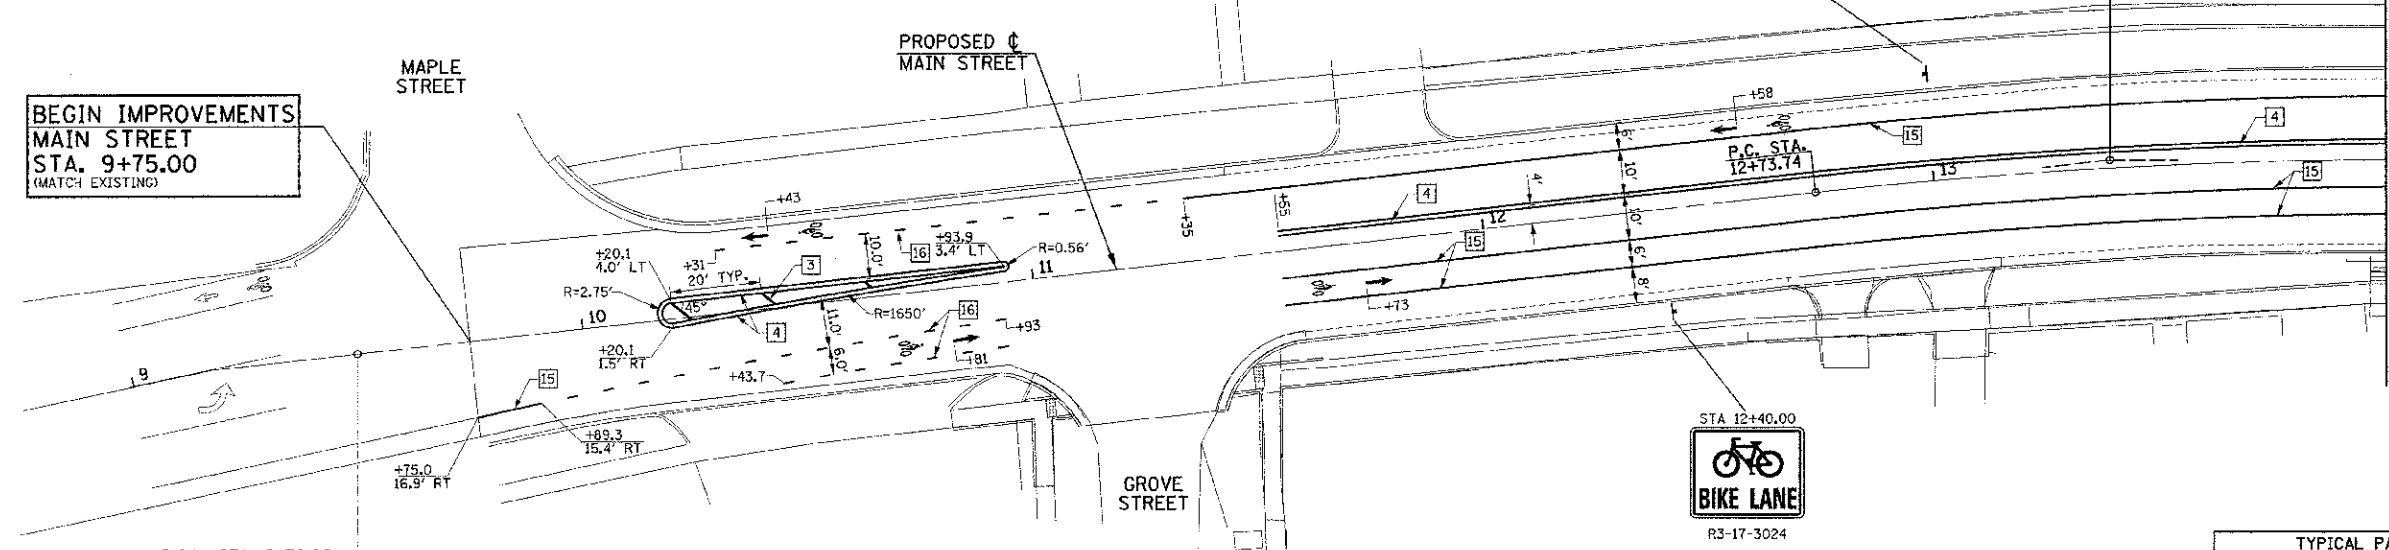 PROPOSED ℄
MAIN STREET
MAPLE
STREET
BEGIN IMPROVEMENTS
MAIN STREET
STA. 9+75.00
(MATCH EXISTING)
+58
6'
15
4
P.C. STA.
12+73.74
10'
13
15
4'
4
+43
+55
+35
12
10'
16
10.0'
+93.9
3.4' LT
R=0.56'
+20.1
4.0' LT
+31
20' TYP.
3
11
15
6'
8'
R=2.75'
45°
R=1650'
10
4
16
11.0'
+93
+73
+20.1
1.5' RT
6.0'
+81
+43.7
9
15
+89.3
15.4' RT
+75.0
16.9' RT
STA 12+40.00
BIKE LANE
R3-17-3024
GROVE
STREET
TYPICAL PA